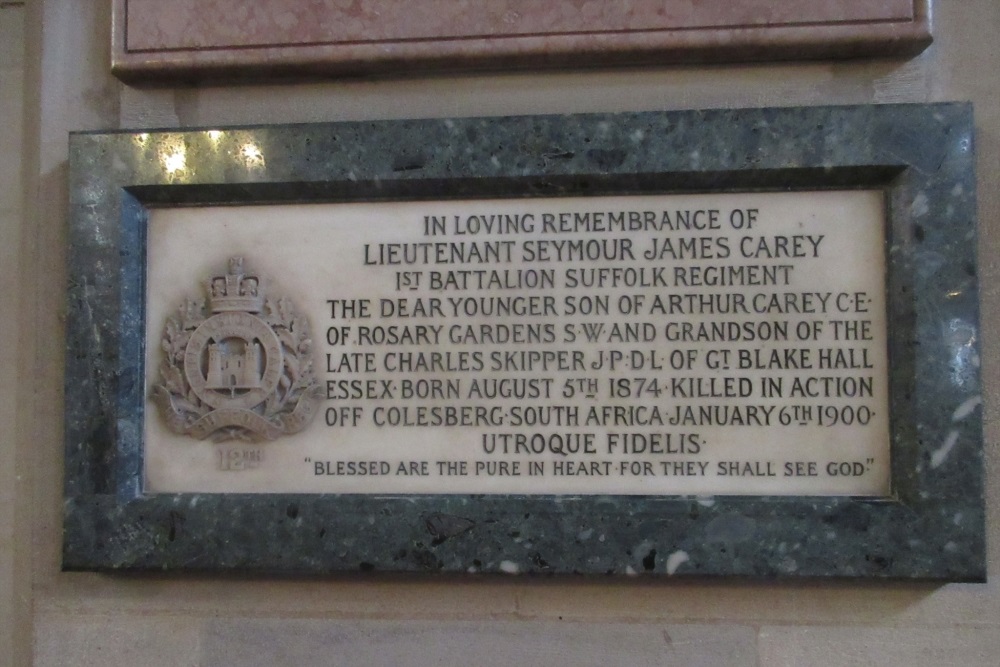 IN LOVING REMEMBRANCE OF
LIEUTENANT SEYMOUR JAMES CAREY
1ST BATTALION SUFFOLK REGIMENT
THE DEAR YOUNGER SON OF ARTHUR CAREY C·E·
OF ROSARY GARDENS S·W· AND GRANDSON OF THE
LATE CHARLES SKIPPER J·P· D·L· OF GT BLAKE HALL
ESSEX· BORN AUGUST 5TH 1874· KILLED IN ACTION
OFF COLESBERG· SOUTH AFRICA· JANUARY 6TH 1900·
UTROQUE FIDELIS·
"BLESSED ARE THE PURE IN HEART· FOR THEY SHALL SEE GOD"·
12TH